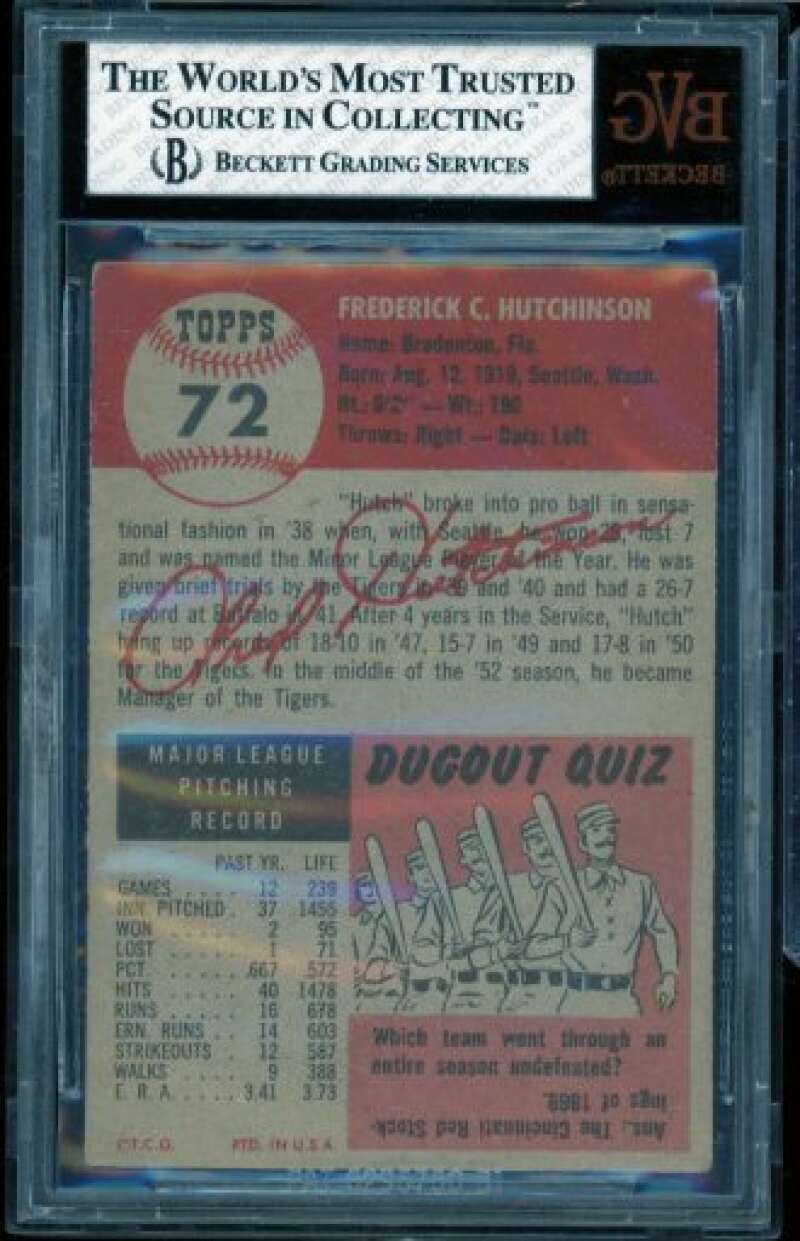 THE WORLD'S MOST TRUSTED
SOURCE IN COLLECTING™
(B) BECKETT GRADING SERVICES
BVG
BECKETT®
TOPPS
72
FREDERICK C. HUTCHINSON
Home: Bradenton, Fla.
Born: Aug. 12, 1919, Seattle, Wash.
Ht.: 6'2" — Wt.: 190
Throws: Right — Bats: Left
"Hutch" broke into pro ball in sensa-
tional fashion in '38 when, with Seattle, he won 25, lost 7
and was named the Minor League Player of the Year. He was
given brief trials by the Tigers in '39 and '40 and had a 26-7
record at Buffalo in '41. After 4 years in the Service, "Hutch"
hung up records of 18-10 in '47, 15-7 in '49 and 17-8 in '50
for the Tigers. In the middle of the '52 season, he became
Manager of the Tigers.
MAJOR LEAGUE
PITCHING
RECORD
PAST YR. LIFE
GAMES .... 12 239
INN. PITCHED. 37 1455
WON ..... 2 95
LOST ..... 1 71
PCT. ...... .667 .572
HITS ..... 40 1478
RUNS ..... 16 678
ERN. RUNS .. 14 603
STRIKEOUTS . 12 587
WALKS .... 9 388
E. R. A. .... 3.41 3.73
©T.C.G. PTD. IN U.S.A.
DUGOUT QUIZ
Which team went through an
entire season undefeated?
Ans.. The Cincinnati Red Stock-
ings of 1869.